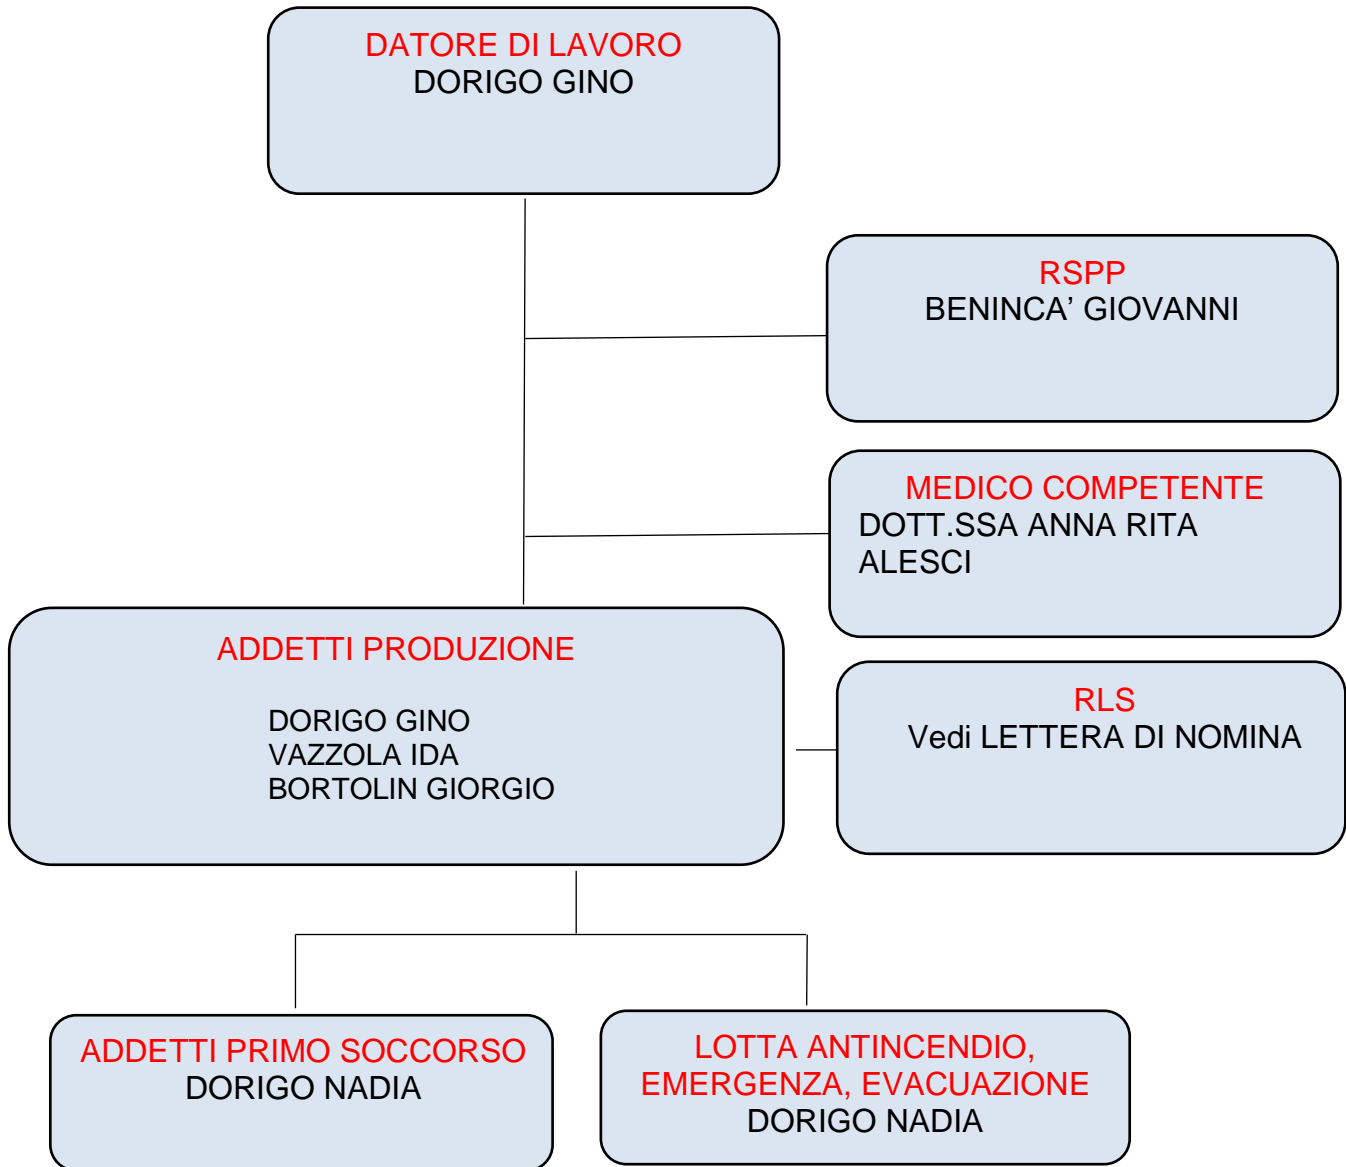 DATORE DI LAVORO
DORIGO GINO
RSPP
BENINCA’ GIOVANNI
MEDICO COMPETENTE
DOTT.SSA ANNA RITA
ALESCI
ADDETTI PRODUZIONE
DORIGO GINO
VAZZOLA IDA
BORTOLIN GIORGIO
RLS
Vedi LETTERA DI NOMINA
ADDETTI PRIMO SOCCORSO
DORIGO NADIA
LOTTA ANTINCENDIO,
EMERGENZA, EVACUAZIONE
DORIGO NADIA